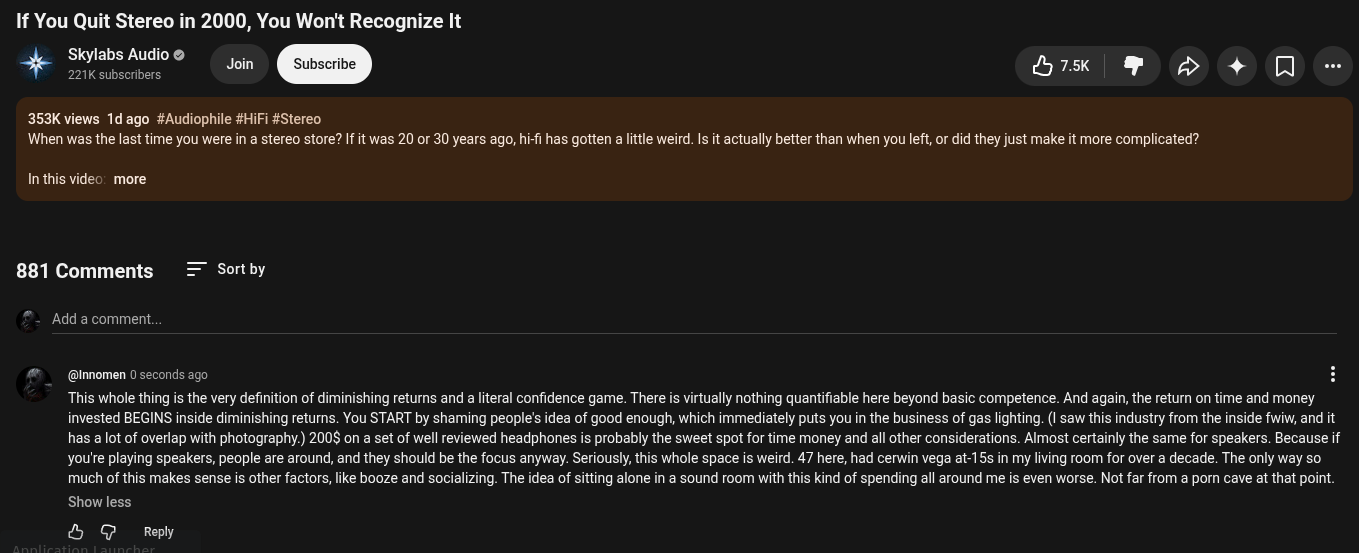 If You Quit Stereo in 2000, You Won't Recognize It
Skylabs Audio
221K subscribers
Join
Subscribe
7.5K
353K views 1d ago #Audiophile #HiFi #Stereo
When was the last time you were in a stereo store? If it was 20 or 30 years ago, hi-fi has gotten a little weird. Is it actually better than when you left, or did they just make it more complicated?
In this video: more
881 Comments
Sort by
Add a comment...
@Innomen 0 seconds ago
This whole thing is the very definition of diminishing returns and a literal confidence game. There is virtually nothing quantifiable here beyond basic competence. And again, the return on time and money
invested BEGINS inside diminishing returns. You START by shaming people's idea of good enough, which immediately puts you in the business of gas lighting. (I saw this industry from the inside fwiw, and it
has a lot of overlap with photography.) 200$ on a set of well reviewed headphones is probably the sweet spot for time money and all other considerations. Almost certainly the same for speakers. Because if
you're playing speakers, people are around, and they should be the focus anyway. Seriously, this whole space is weird. 47 here, had cerwin vega at-15s in my living room for over a decade. The only way so
much of this makes sense is other factors, like booze and socializing. The idea of sitting alone in a sound room with this kind of spending all around me is even worse. Not far from a porn cave at that point.
Show less
Reply
Application Launcher